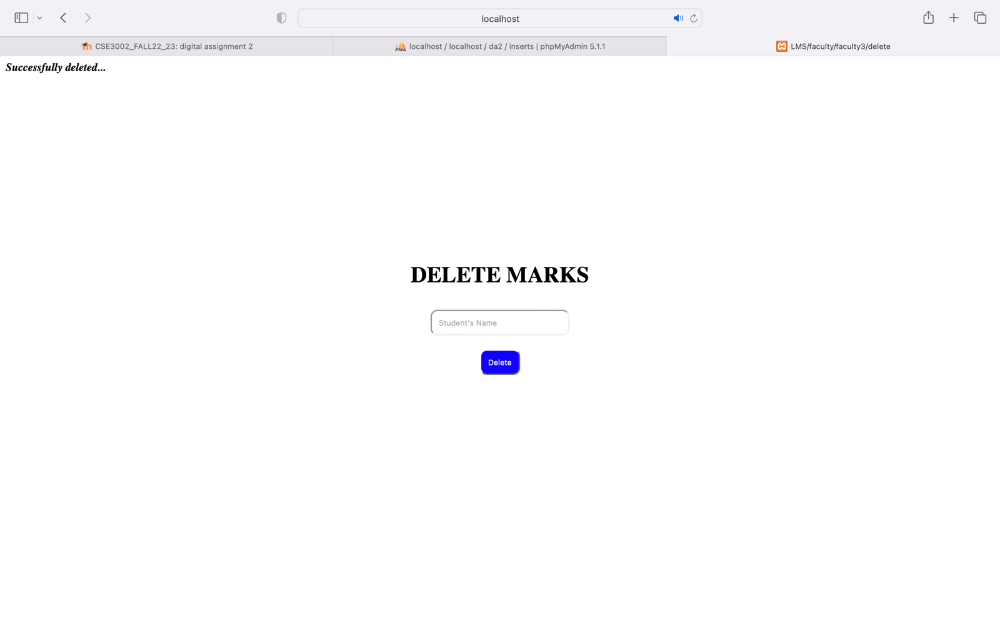 localhost
CSE3002_FALL22_23: digital assignment 2
PMA localhost / localhost / da2 / inserts | phpMyAdmin 5.1.1
LMS/faculty/faculty3/delete
Successfully deleted...
DELETE MARKS
Student's Name
Delete